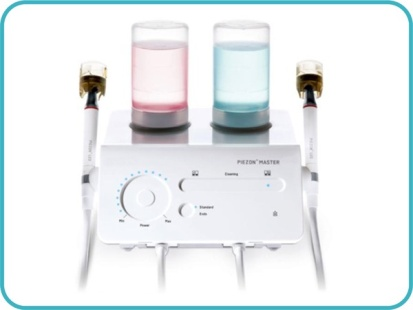 PIEZON® MASTER
Cleaning
Standard
Endo
Min Power Max